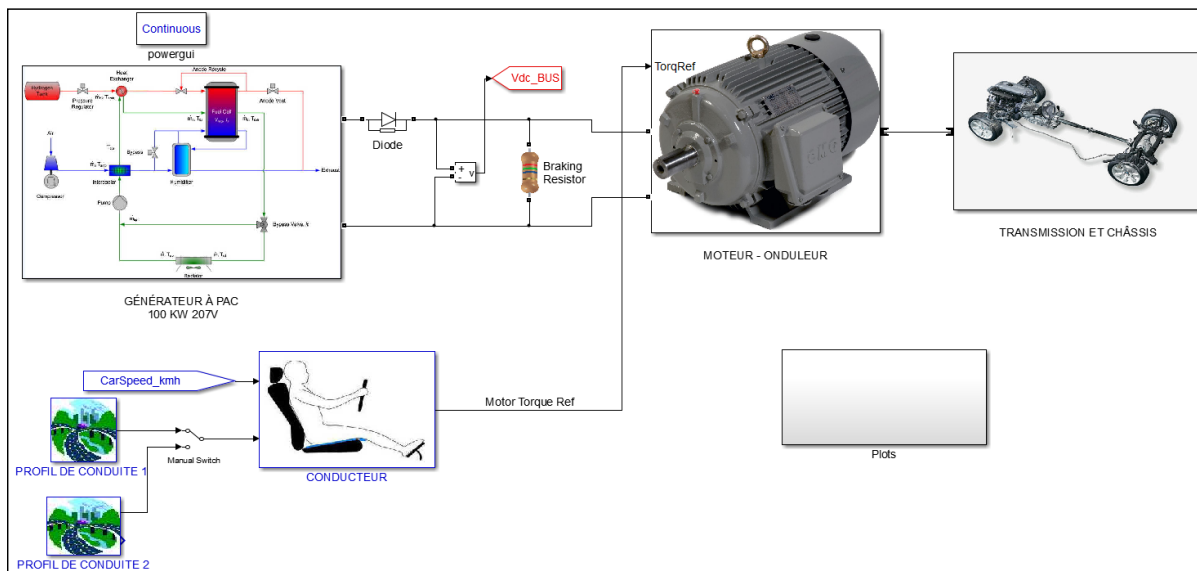 Continuous
powergui
Heat
Exchanger
Anode Recycle
Hydrogen
Tank
Pressure
Regulator
Anode Vent
Fuel Cell
Air
Bypass
Compressor
Intercooler
Humidifier
Exhaust
Pump
Bypass Valve, k
Radiator
GÉNÉRATEUR À PAC
100 KW 207V
Diode
Vdc_BUS
+
-
v
Braking
Resistor
TorqRef
MOTEUR - ONDULEUR
TRANSMISSION ET CHÂSSIS
CarSpeed_kmh
PROFIL DE CONDUITE 1
Manual Switch
PROFIL DE CONDUITE 2
CONDUCTEUR
Motor Torque Ref
Plots